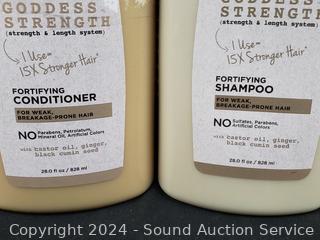 GODDESS
STRENGTH
(strength & length system)
1 Use=
15X Stronger Hair*
FORTIFYING
CONDITIONER
FOR WEAK,
BREAKAGE-PRONE HAIR
NO Parabens, Petrolatum,
Mineral Oil, Artificial Colors
with castor oil, ginger,
black cumin seed
28.0 fl oz / 828 ml
GODDESS
STRENGTH
(strength & length system)
1 Use=
15X Stronger Hair*
FORTIFYING
SHAMPOO
FOR WEAK,
BREAKAGE-PRONE HAIR
NO Sulfates, Parabens,
Artificial Colors
with castor oil, ginger,
black cumin seed
28.0 fl oz / 828 ml
Copyright 2024 - Sound Auction Service